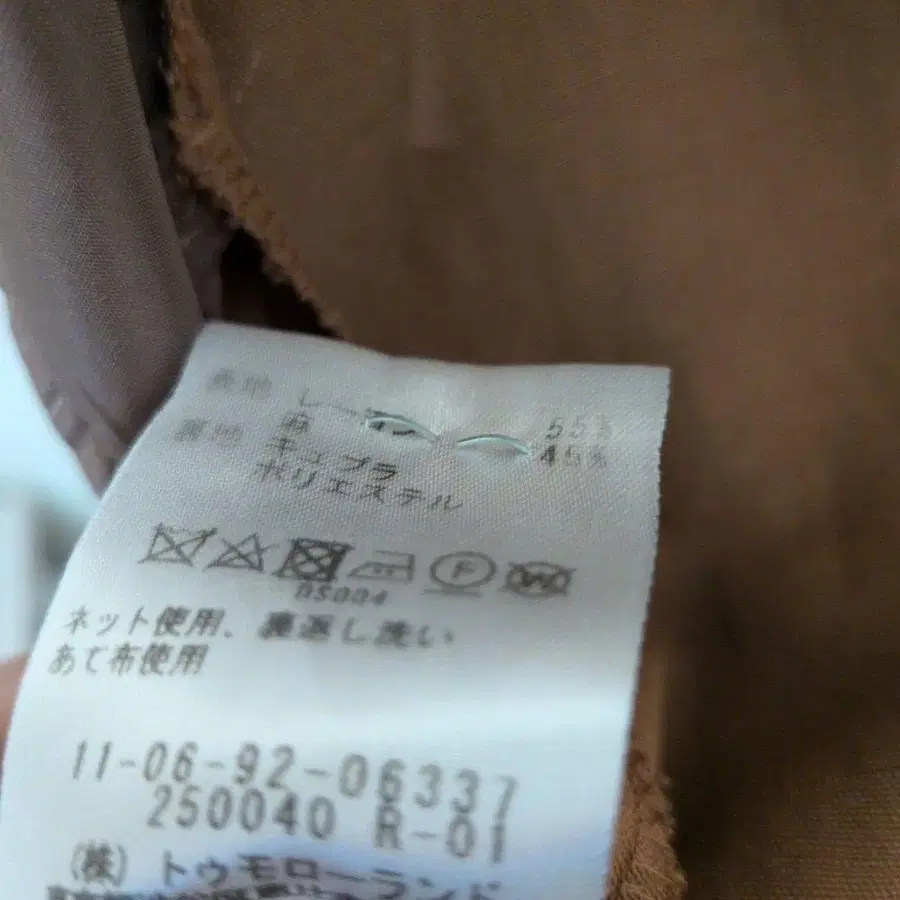 表地 レーヨン 55%
麻 45%
裏地 キュプラ
ポリエステル
F W
05004
ネット使用、裏返し洗い
あて布使用
11-06-92-06337
250040 R-01
(株) トゥモローランド